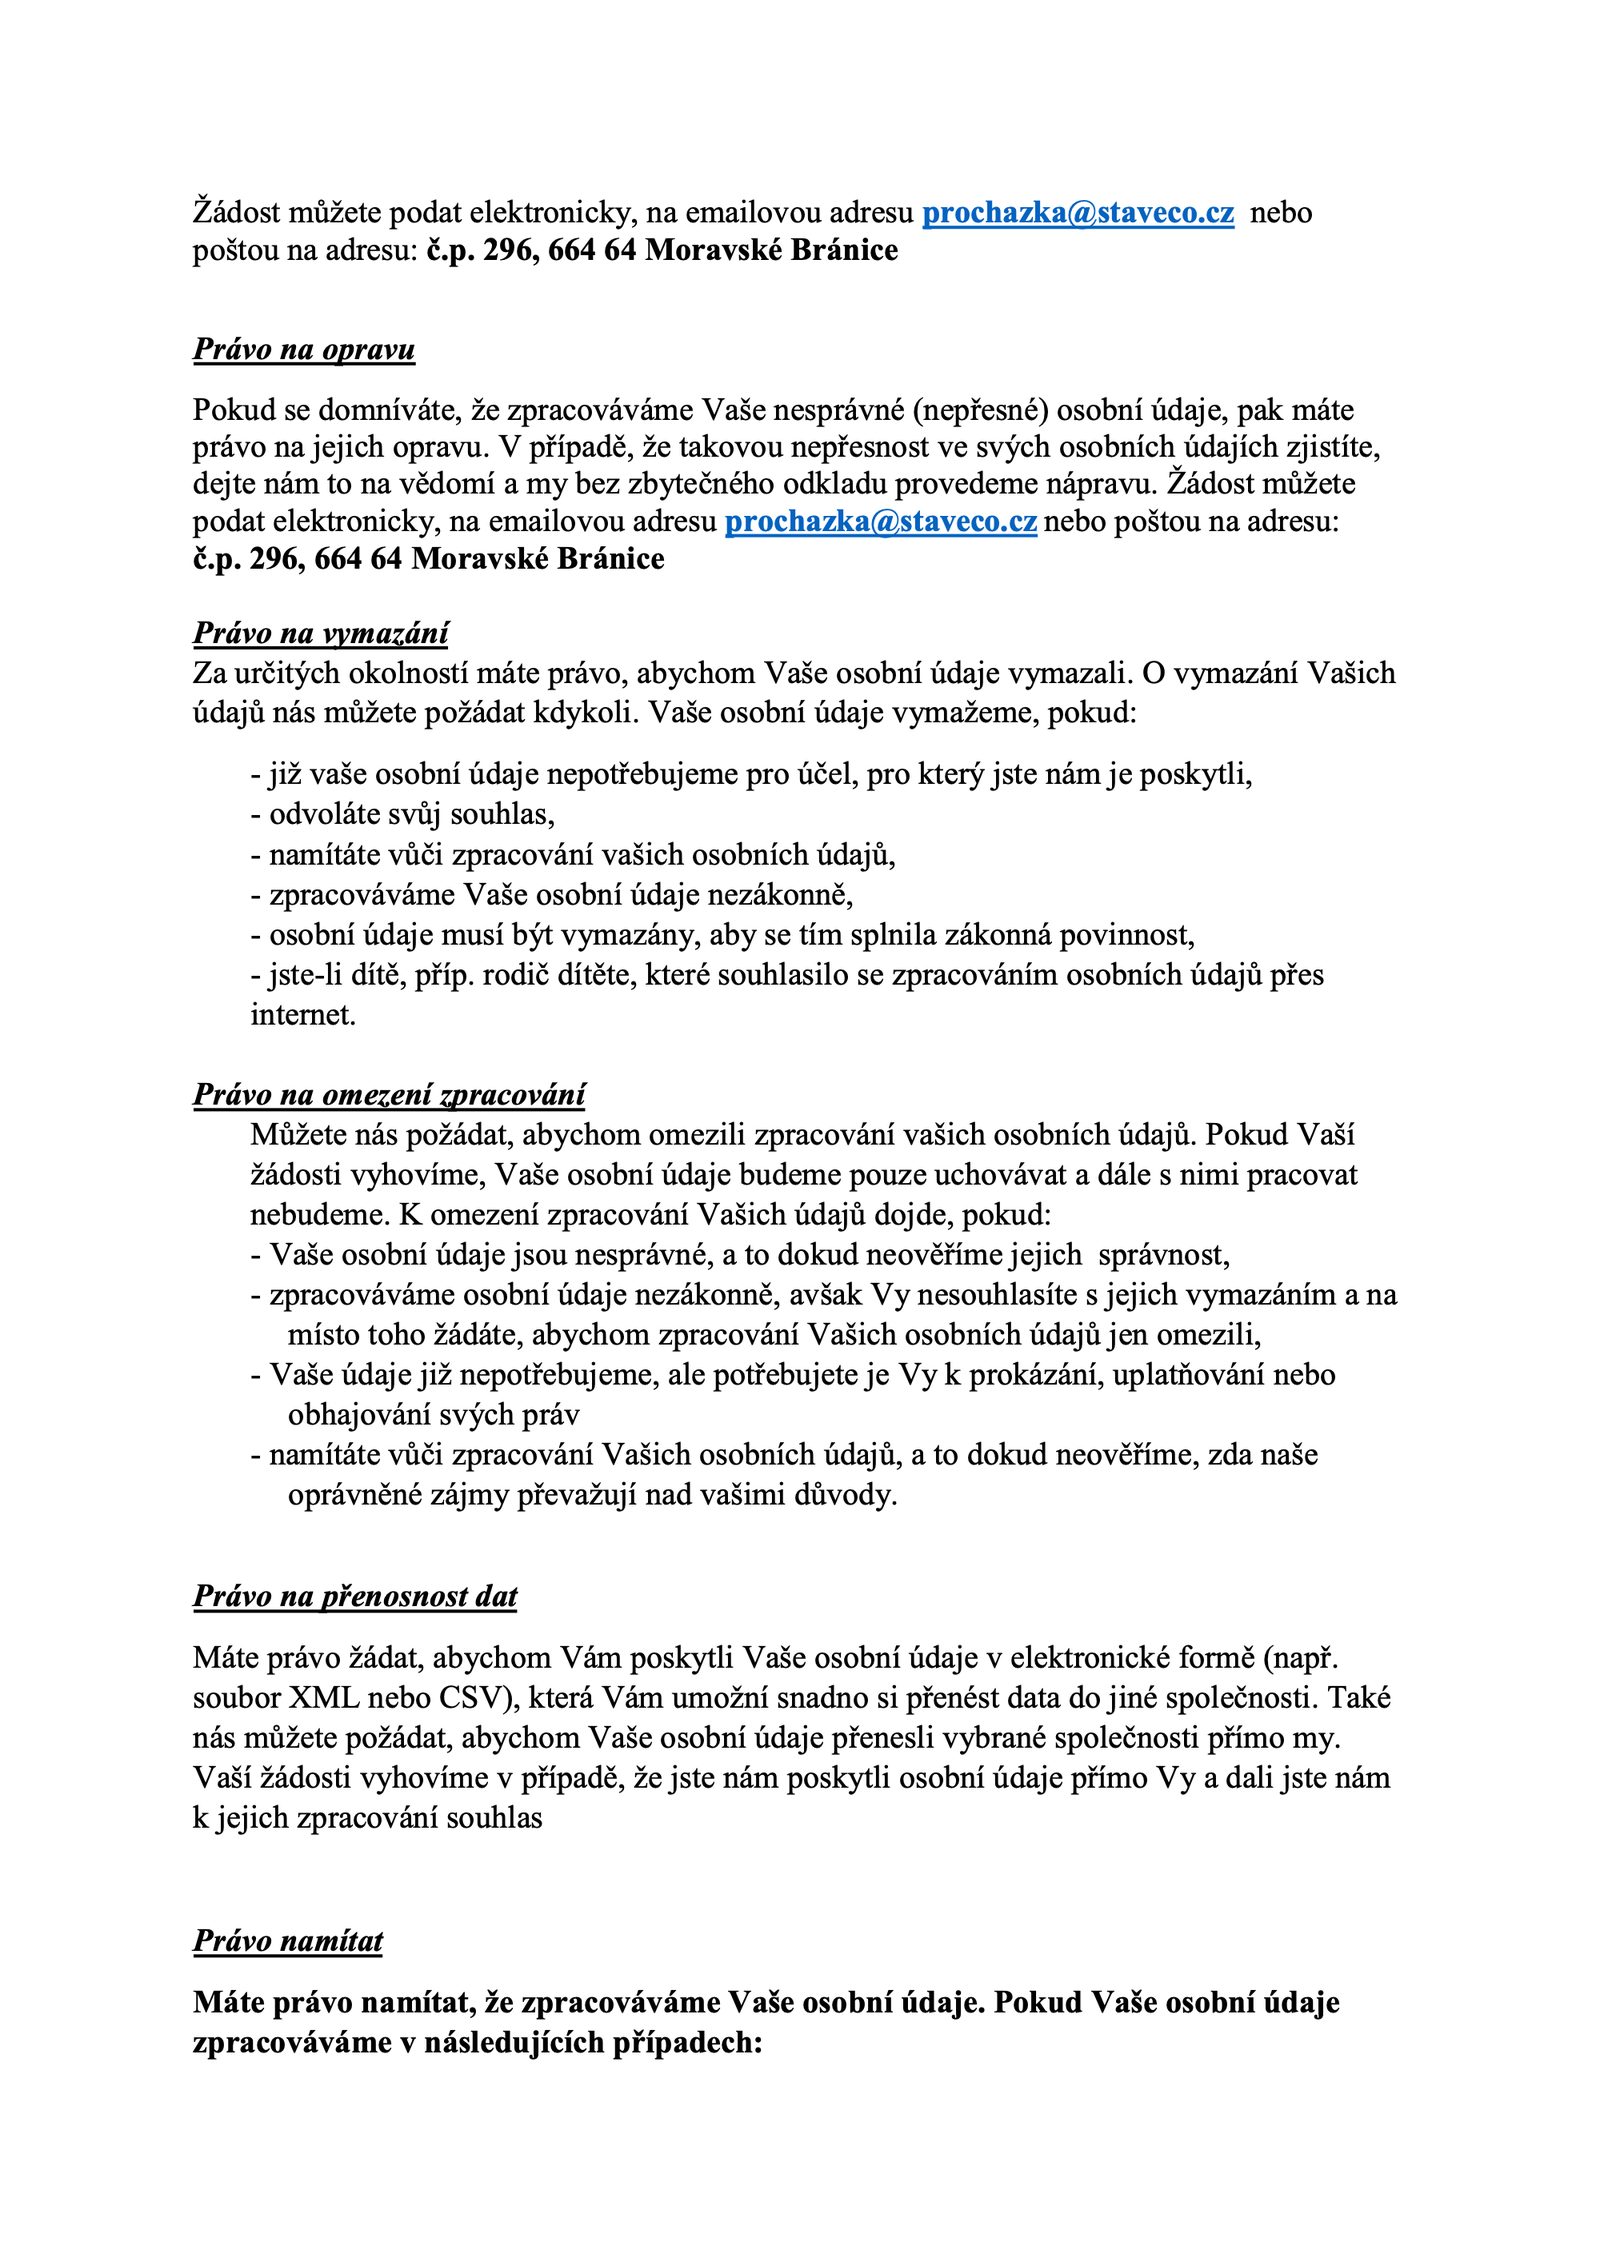 Žádost můžete podat elektronicky, na emailovou adresu prochazka@staveco.cz  nebo
poštou na adresu: č.p. 296, 664 64 Moravské Bránice
Právo na opravu
Pokud se domníváte, že zpracováváme Vaše nesprávné (nepřesné) osobní údaje, pak máte
právo na jejich opravu. V případě, že takovou nepřesnost ve svých osobních údajích zjistíte,
dejte nám to na vědomí a my bez zbytečného odkladu provedeme nápravu. Žádost můžete
podat elektronicky, na emailovou adresu prochazka@staveco.cz nebo poštou na adresu:
č.p. 296, 664 64 Moravské Bránice
Právo na vymazání
Za určitých okolností máte právo, abychom Vaše osobní údaje vymazali. O vymazání Vašich
údajů nás můžete požádat kdykoli. Vaše osobní údaje vymažeme, pokud:
- již vaše osobní údaje nepotřebujeme pro účel, pro který jste nám je poskytli,
- odvoláte svůj souhlas,
- namítáte vůči zpracování vašich osobních údajů,
- zpracováváme Vaše osobní údaje nezákonně,
- osobní údaje musí být vymazány, aby se tím splnila zákonná povinnost,
- jste-li dítě, příp. rodič dítěte, které souhlasilo se zpracováním osobních údajů přes
internet.
Právo na omezení zpracování
Můžete nás požádat, abychom omezili zpracování vašich osobních údajů. Pokud Vaší
žádosti vyhovíme, Vaše osobní údaje budeme pouze uchovávat a dále s nimi pracovat
nebudeme. K omezení zpracování Vašich údajů dojde, pokud:
- Vaše osobní údaje jsou nesprávné, a to dokud neověříme jejich  správnost,
- zpracováváme osobní údaje nezákonně, avšak Vy nesouhlasíte s jejich vymazáním a na
místo toho žádáte, abychom zpracování Vašich osobních údajů jen omezili,
- Vaše údaje již nepotřebujeme, ale potřebujete je Vy k prokázání, uplatňování nebo
obhajování svých práv
- namítáte vůči zpracování Vašich osobních údajů, a to dokud neověříme, zda naše
oprávněné zájmy převažují nad vašimi důvody.
Právo na přenosnost dat
Máte právo žádat, abychom Vám poskytli Vaše osobní údaje v elektronické formě (např.
soubor XML nebo CSV), která Vám umožní snadno si přenést data do jiné společnosti. Také
nás můžete požádat, abychom Vaše osobní údaje přenesli vybrané společnosti přímo my.
Vaší žádosti vyhovíme v případě, že jste nám poskytli osobní údaje přímo Vy a dali jste nám
k jejich zpracování souhlas
Právo namítat
Máte právo namítat, že zpracováváme Vaše osobní údaje. Pokud Vaše osobní údaje
zpracováváme v následujících případech: